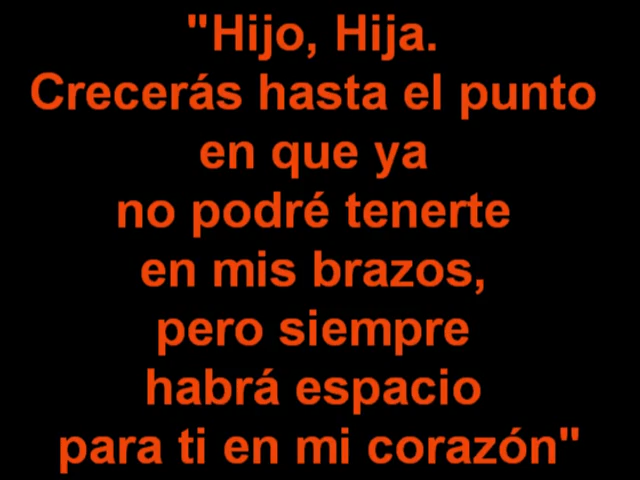 "Hijo, Hija.
Crecerás hasta el punto
en que ya
no podré tenerte
en mis brazos,
pero siempre
habrá espacio
para ti en mi corazón"